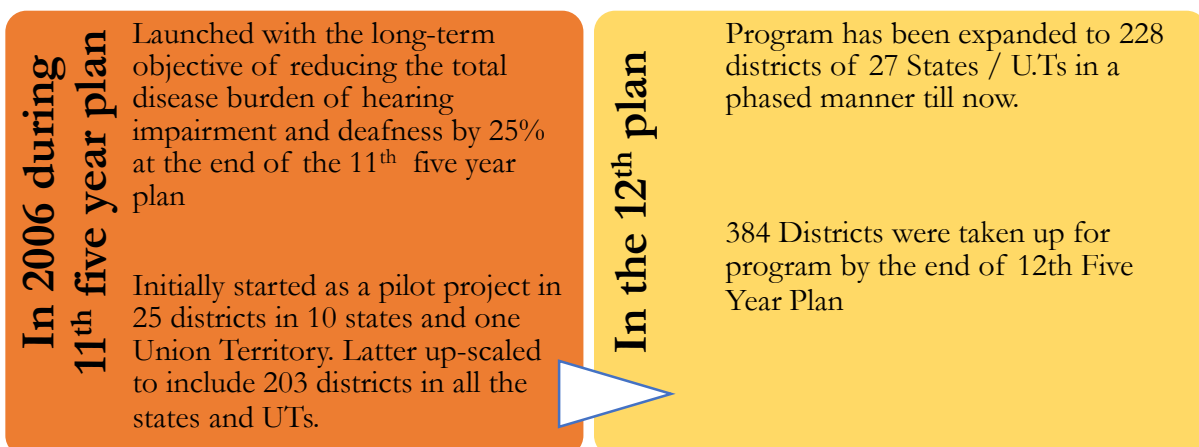 In 2006 during
11th five year plan
Launched with the long-term
objective of reducing the total
disease burden of hearing
impairment and deafness by 25%
at the end of the 11th five year
plan
Initially started as a pilot project in
25 districts in 10 states and one
Union Territory. Latter up-scaled
to include 203 districts in all the
states and UTs.
In the 12th plan
Program has been expanded to 228
districts of 27 States / U.Ts in a
phased manner till now.
384 Districts were taken up for
program by the end of 12th Five
Year Plan